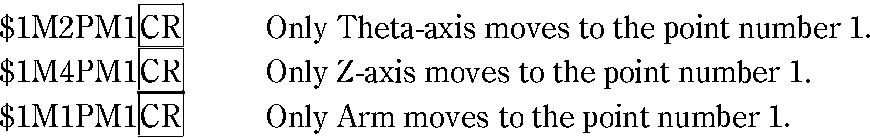 $1M2PM1CR Only Theta-axis moves to the point number 1.
$1M4PM1CR Only Z-axis moves to the point number 1.
$1M1PM1CR Only Arm moves to the point number 1.